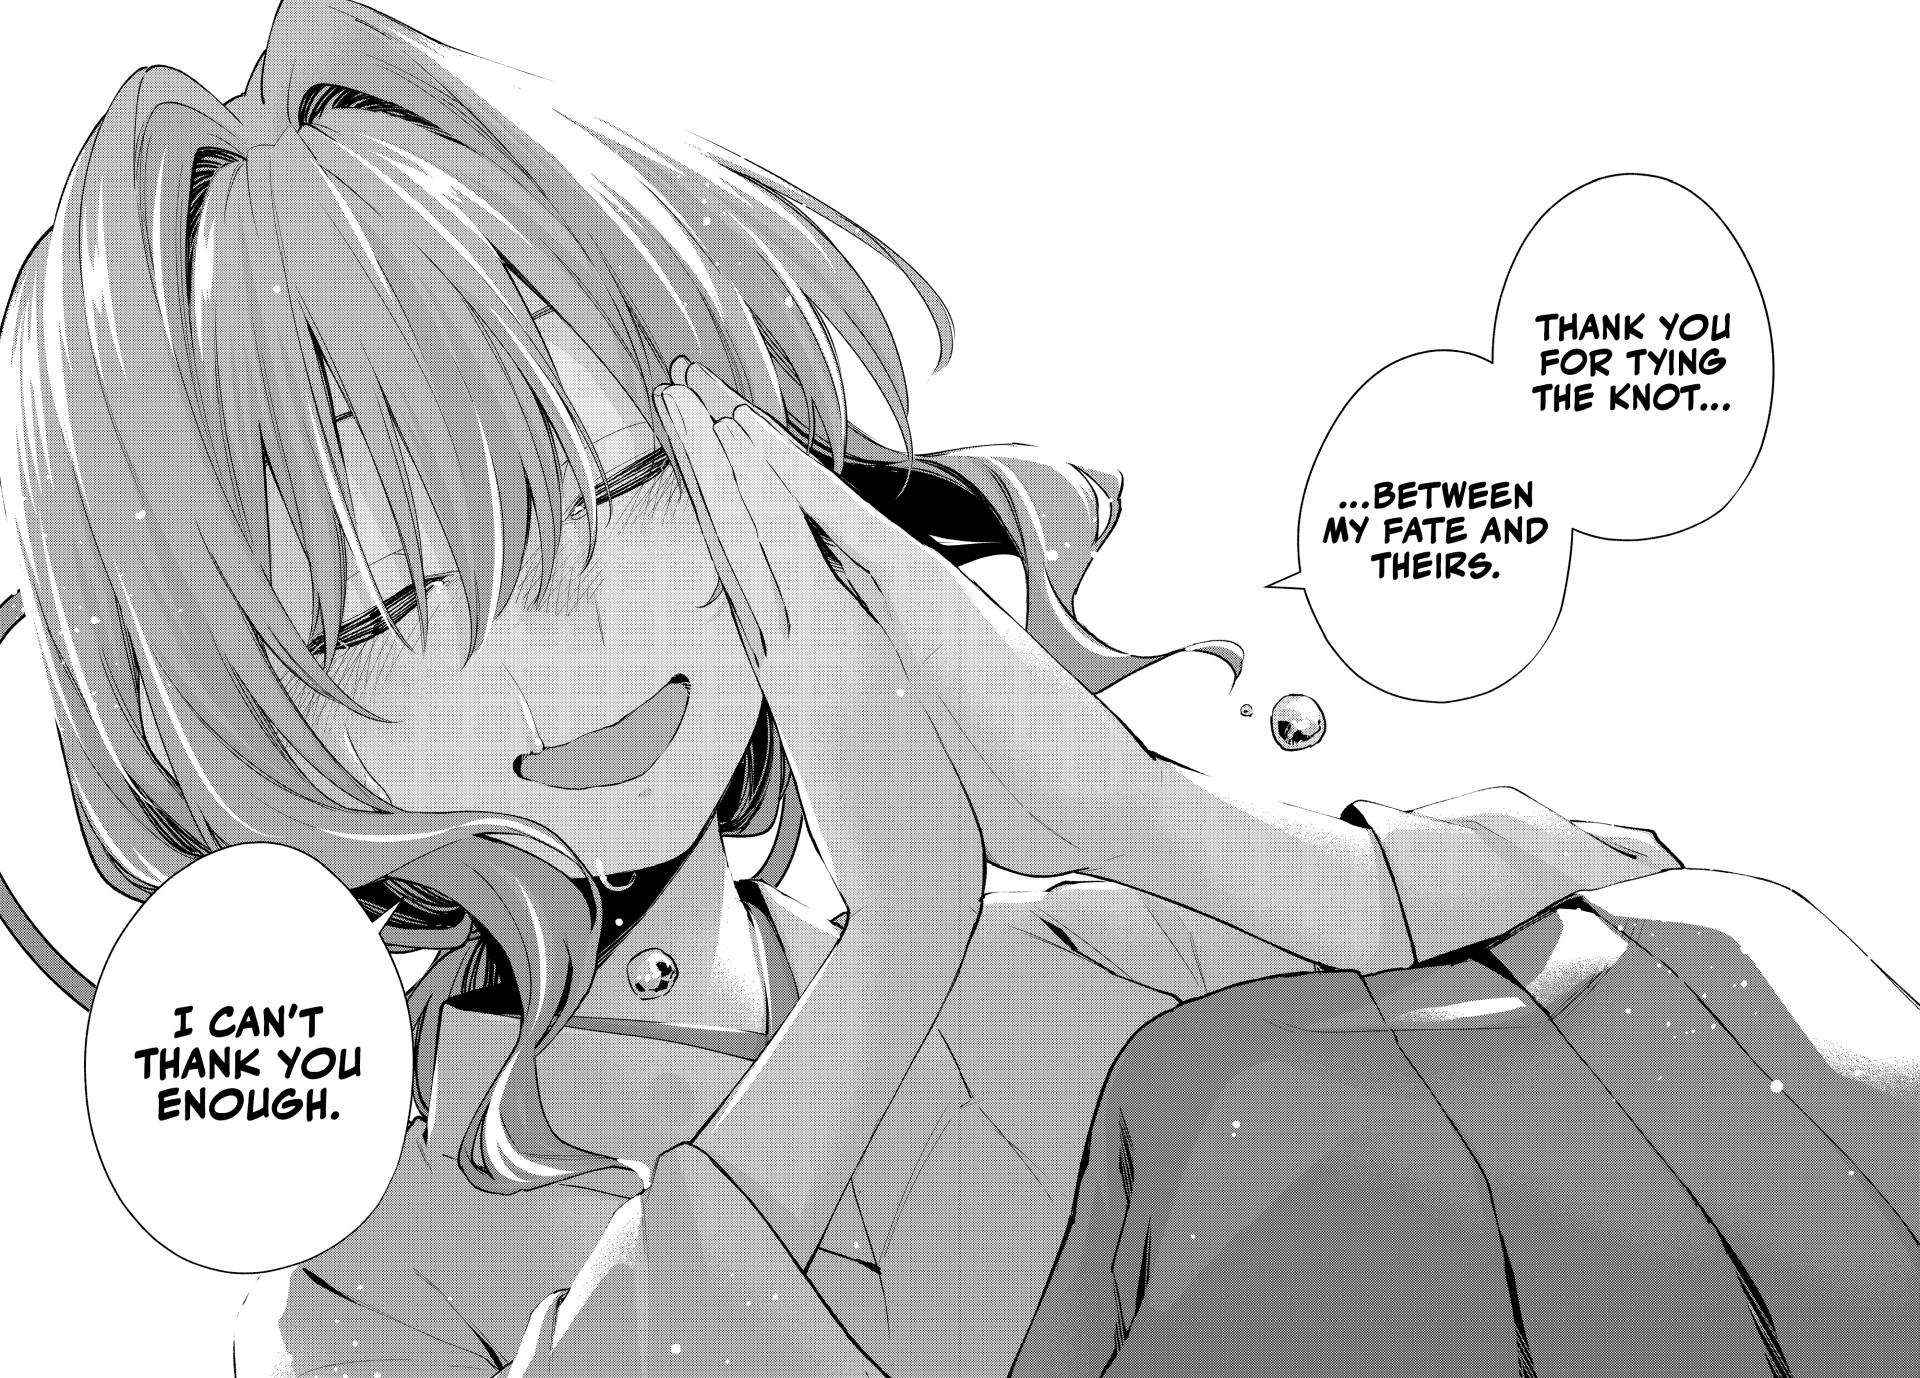 THANK YOU
FOR TYING
THE KNOT...
...BETWEEN
MY FATE AND
THEIRS.
I CAN'T
THANK YOU
ENOUGH.